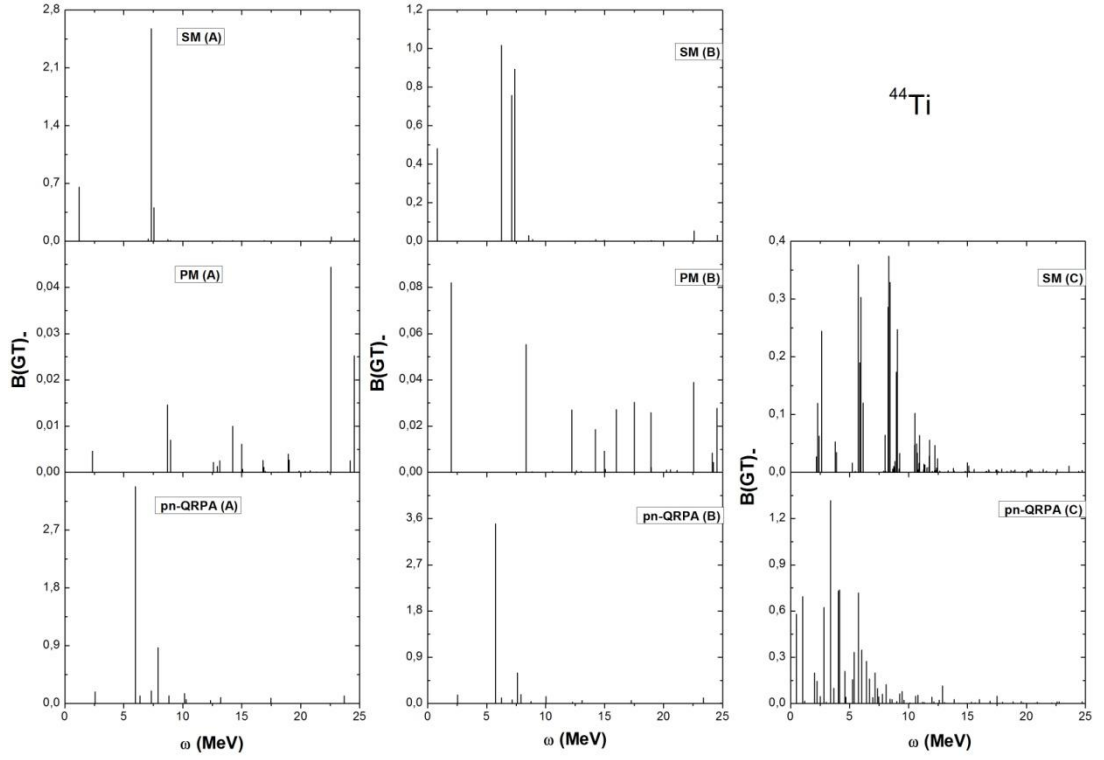 SM (A)
2,8
2,1
1,4
0,7
0,0
SM (B)
1,2
1,0
0,8
0,6
0,4
0,2
0,0
⁴⁴Ti
B(GT)-
PM (A)
0,04
0,03
0,02
0,01
0,00
B(GT)-
PM (B)
0,08
0,06
0,04
0,02
0,00
B(GT)-
SM (C)
0,4
0,3
0,2
0,1
0,0
pn-QRPA (A)
2,7
1,8
0,9
0,0
0 5 10 15 20 25
ω (MeV)
pn-QRPA (B)
3,6
2,7
1,8
0,9
0,0
0 5 10 15 20 25
ω (MeV)
pn-QRPA (C)
1,2
0,9
0,6
0,3
0,0
0 5 10 15 20 25
ω (MeV)